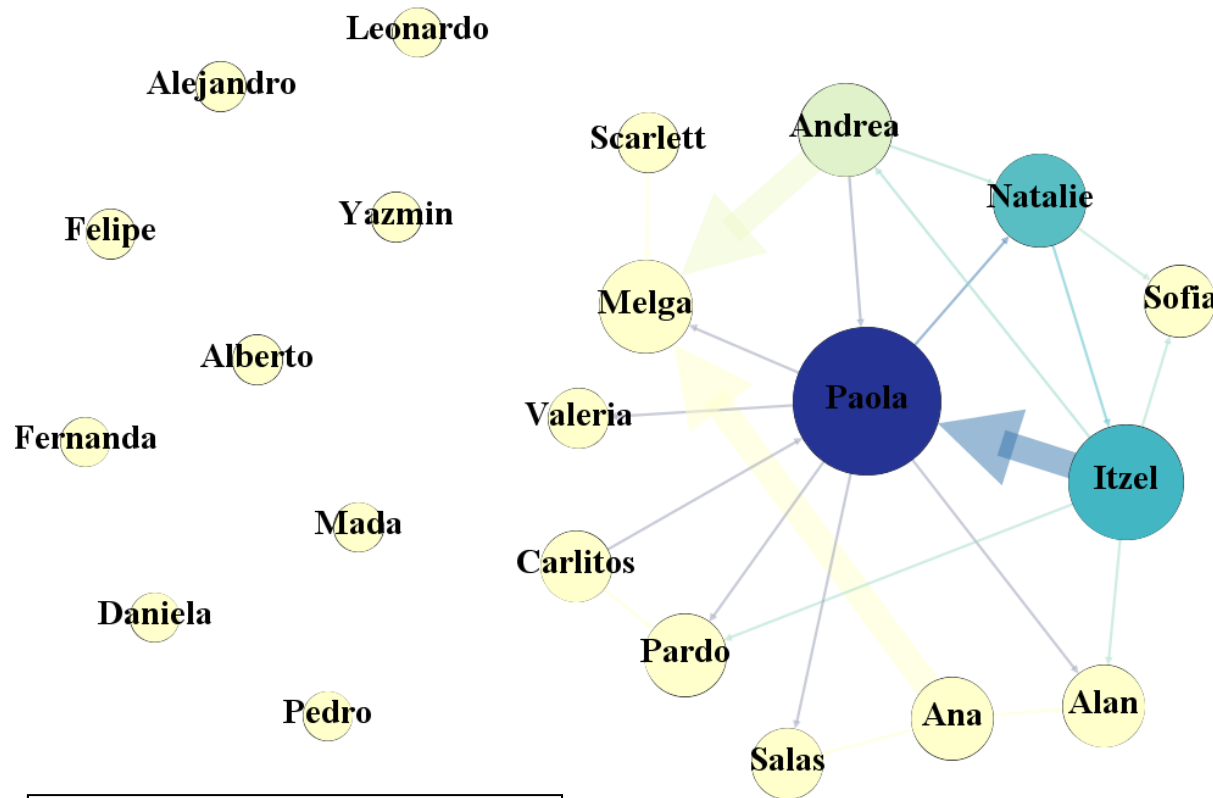 Leonardo
Alejandro
Andrea
Scarlett
Natalie
Yazmin
Felipe
Sofia
Melga
Alberto
Paola
Valeria
Fernanda
Itzel
Mada
Carlitos
Daniela
Pardo
Alan
Pedro
Ana
Salas